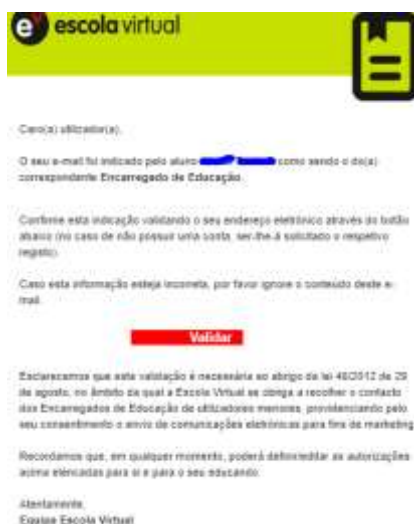 escola virtual
Caro(a) utilizador(a),
O seu e-mail foi indicado pelo aluno como sendo o do(a)
correspondente Encarregado de Educação.
Confirme esta indicação validando o seu endereço eletrónico através do botão
abaixo (no caso de não possuir uma conta, ser-lhe-á solicitado o respetivo
registo).
Caso esta informação esteja incorreta, por favor ignore o conteúdo deste e-
mail.
Validar
Esclarecemos que esta validação é necessária ao abrigo da lei 46/2012 de 29
de agosto, no âmbito da qual a Escola Virtual se obriga a recolher o contacto
dos Encarregados de Educação de utilizadores menores, providenciando pelo
seu consentimento o envio de comunicações eletrónicas para fins de marketing.
Recordamos que, em qualquer momento, poderá definir/editar as autorizações
acima elencadas para si e para o seu educando.
Atentamente,
Equipa Escola Virtual